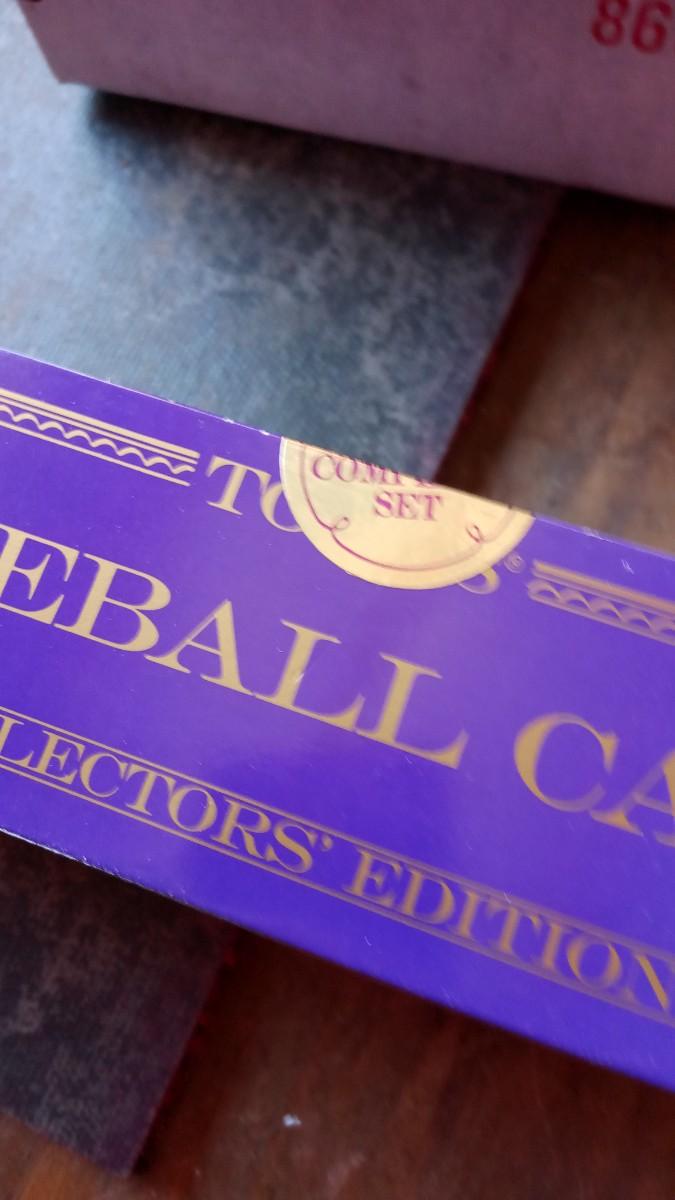 86
COMP
SET
TO S®
EBALL CA
LECTORS' EDITION